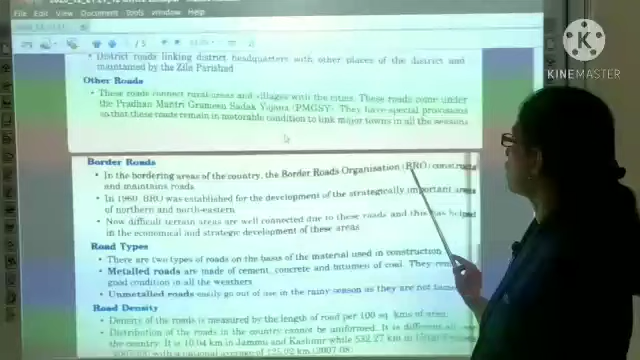 File Edit View Document Tools Window Help
District roads linking district headquarters with other places of the district and
maintained by the Zila Parishad
Other Roads
These roads connect rural areas and villages with the cities. These roads come under
the Pradhan Mantri Grameen Sadak Yojana (PMGSY). They have special provisions
so that these roads remain in motorable condition to link major towns in all the seasons
Border Roads
In the bordering areas of the country, the Border Roads Organisation (BRO) constructs
and maintains roads.
In 1960, BRO was established for the development of the strategically important areas
of northern and north-eastern
Now difficult terrain areas are well connected due to these roads and this has helped
in the economical and strategic development of these areas
Road Types
There are two types of roads on the basis of the material used in construction
Metalled roads are made of cement, concrete and bitumen of coal. They
good condition in all the weathers
Unmetalled roads easily go out of use in the rainy season as they are not
Road Density
Density of the roads is measured by the length of road per 100 sq. kms of area.
Distribution of the roads in the country cannot be uniformed. It is different
the country. It is 10.04 km in Jammu and Kashmir while 532.27 km in
with a national average of 125.02 km (2007-08)
KINEMASTER